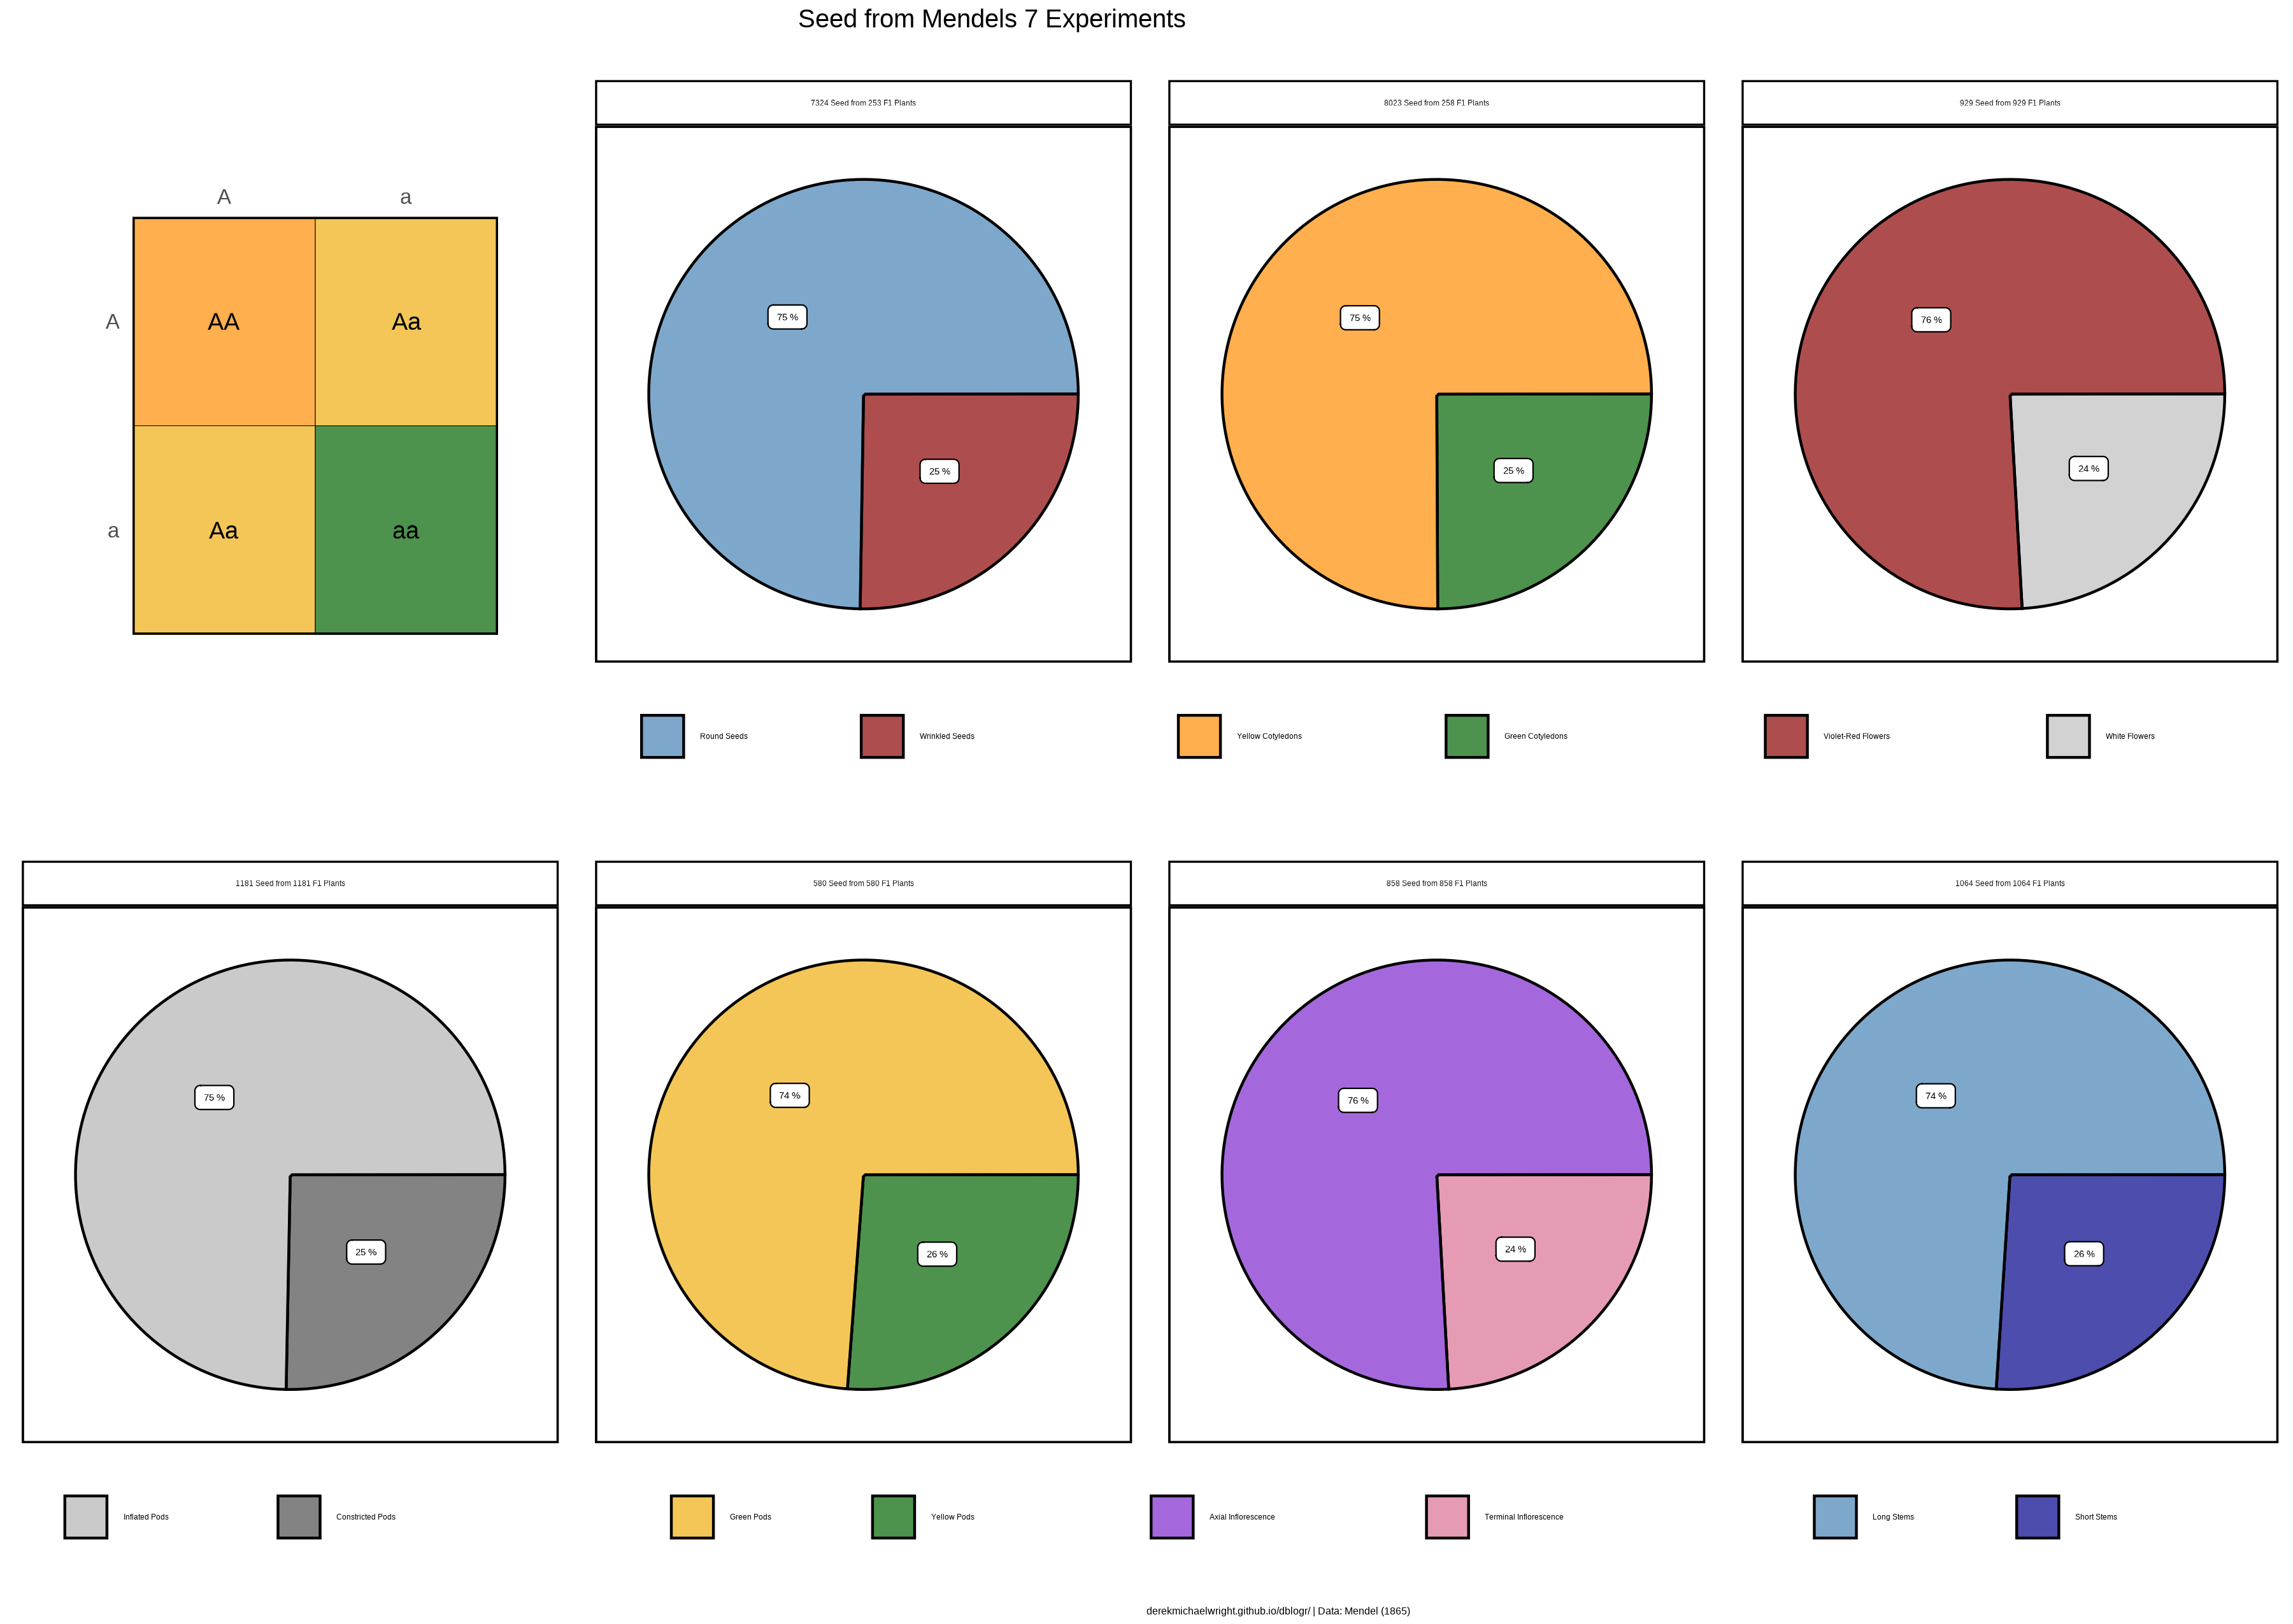 Seed from Mendels 7 Experiments
A a
A AA Aa
a Aa aa
7324 Seed from 253 F1 Plants
75 %
25 %
Round Seeds
Wrinkled Seeds
8023 Seed from 258 F1 Plants
75 %
25 %
Yellow Cotyledons
Green Cotyledons
929 Seed from 929 F1 Plants
76 %
24 %
Violet-Red Flowers
White Flowers
1181 Seed from 1181 F1 Plants
75 %
25 %
Inflated Pods
Constricted Pods
580 Seed from 580 F1 Plants
74 %
26 %
Green Pods
Yellow Pods
858 Seed from 858 F1 Plants
76 %
24 %
Axial Inflorescence
Terminal Inflorescence
1064 Seed from 1064 F1 Plants
74 %
26 %
Long Stems
Short Stems
derekmichaelwright.github.io/dblogr/ | Data: Mendel (1865)